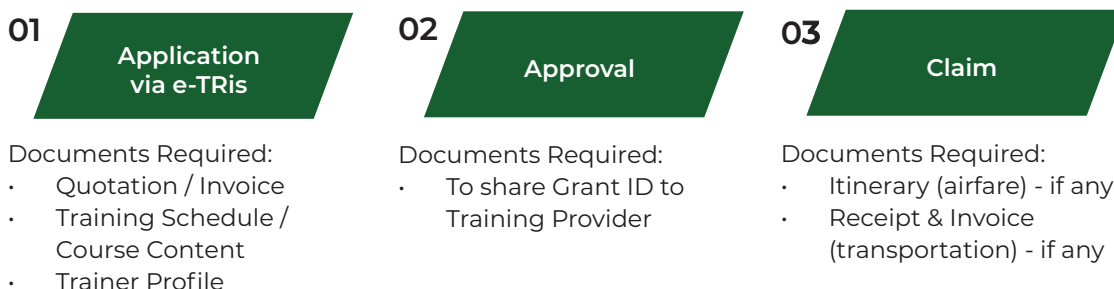 01
Application
via e-TRis
Documents Required:
• Quotation / Invoice
• Training Schedule /
Course Content
• Trainer Profile
02
Approval
Documents Required:
• To share Grant ID to
Training Provider
03
Claim
Documents Required:
• Itinerary (airfare) - if any
• Receipt & Invoice
(transportation) - if any